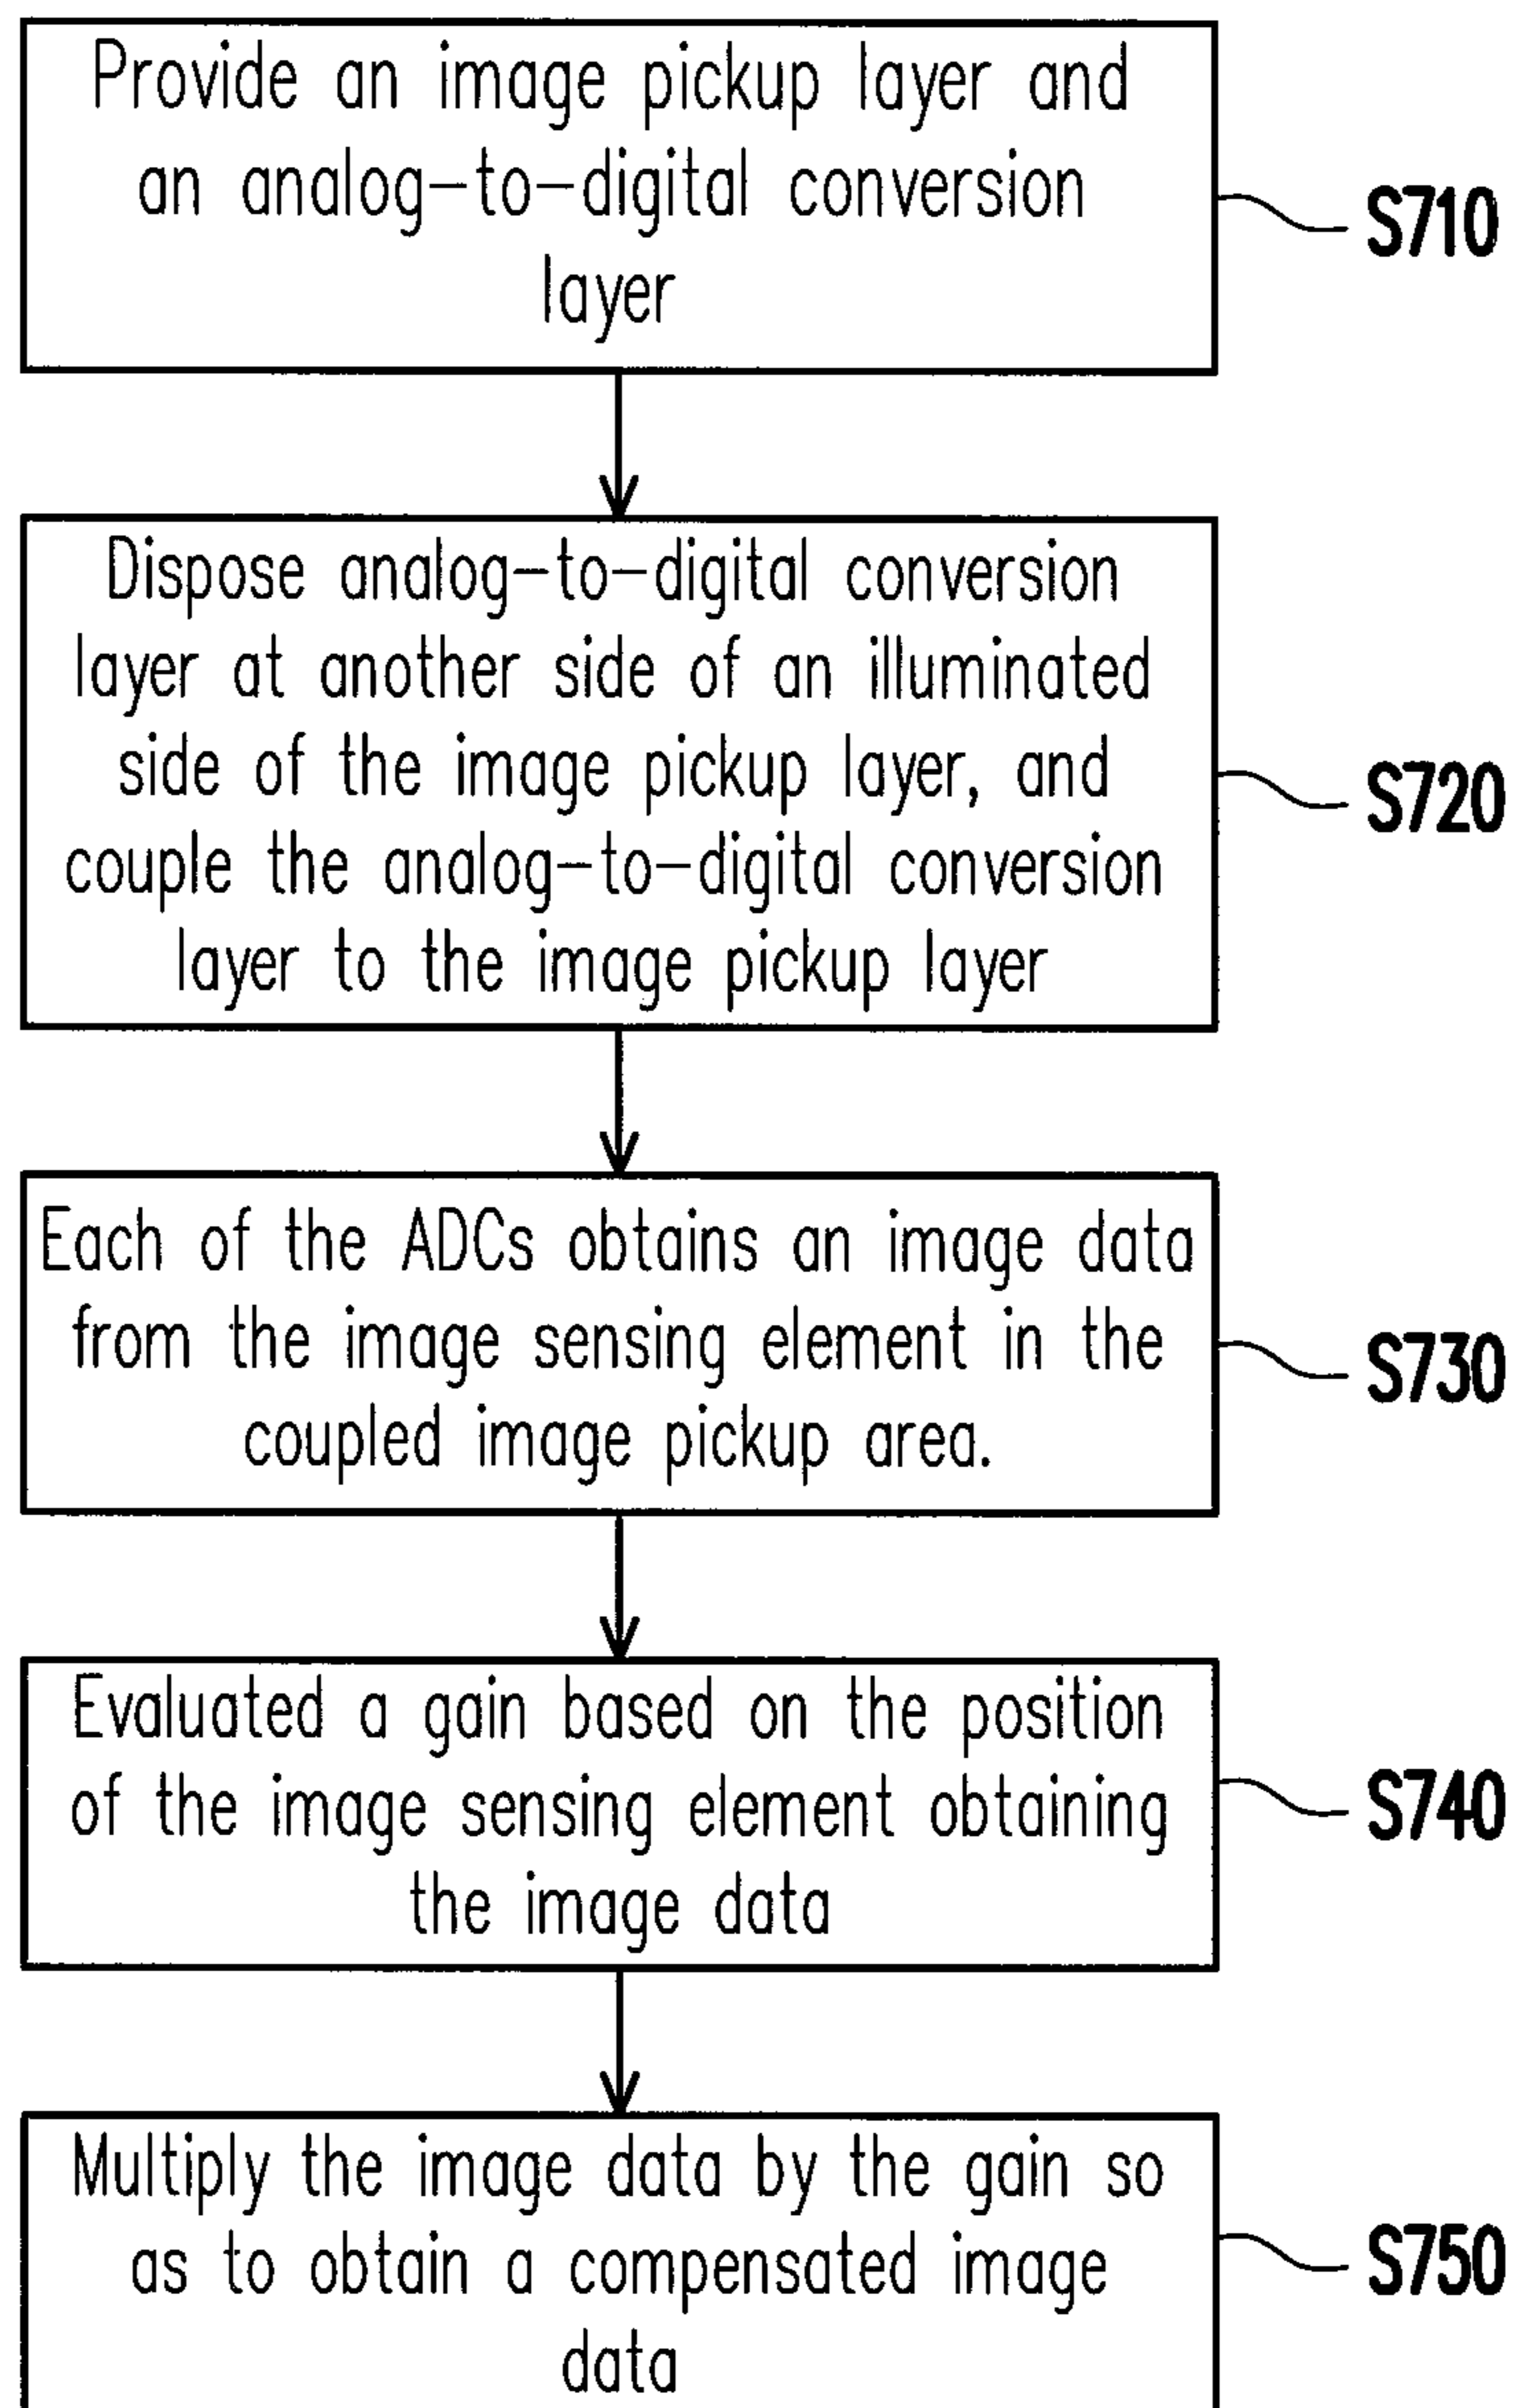 Provide an image pickup layer and
an analog-to-digital conversion
layer
S710
Dispose analog-to-digital conversion
layer at another side of an illuminated
side of the image pickup layer, and
couple the analog-to-digital conversion
layer to the image pickup layer
S720
Each of the ADCs obtains an image data
from the image sensing element in the
coupled image pickup area.
S730
Evaluated a gain based on the position
of the image sensing element obtaining
the image data
S740
Multiply the image data by the gain so
as to obtain a compensated image
data
S750